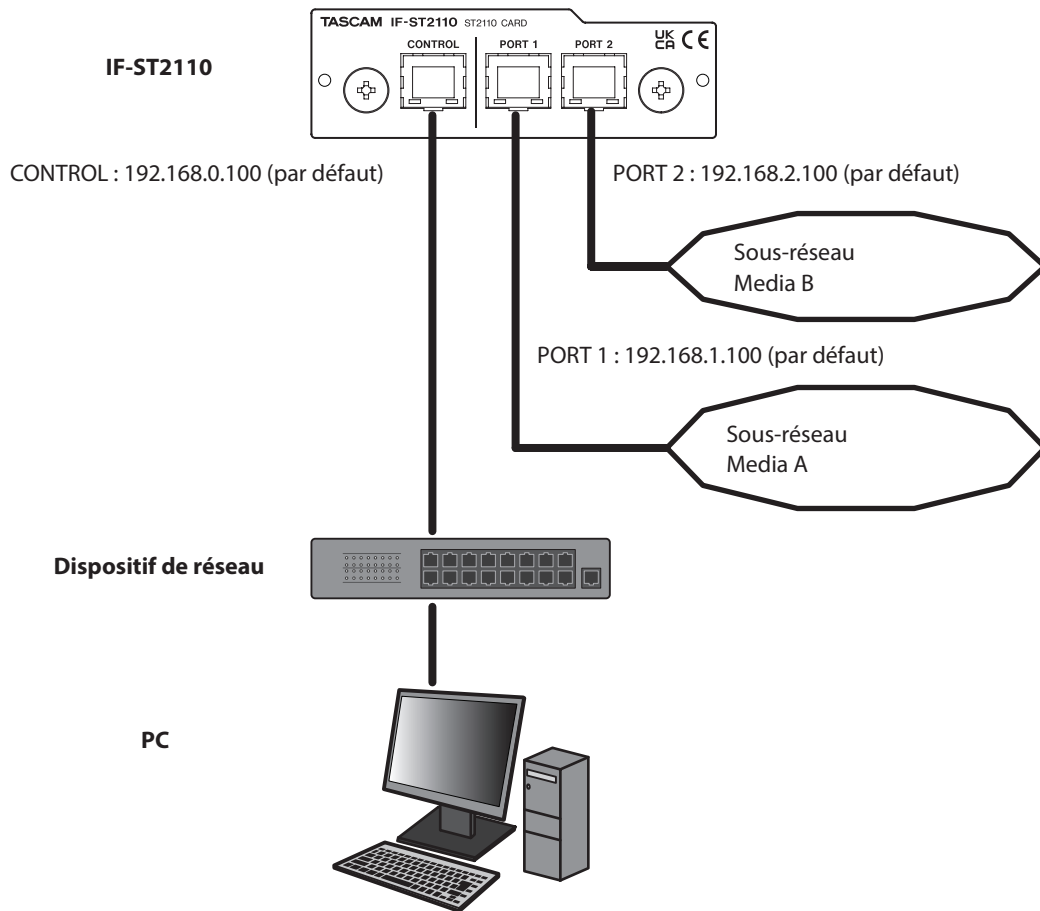 TASCAM IF-ST2110 ST2110 CARD
CONTROL PORT 1 PORT 2 UK CA CE
IF-ST2110
CONTROL : 192.168.0.100 (par défaut)
PORT 2 : 192.168.2.100 (par défaut)
Sous-réseau
Media B
PORT 1 : 192.168.1.100 (par défaut)
Sous-réseau
Media A
Dispositif de réseau
PC